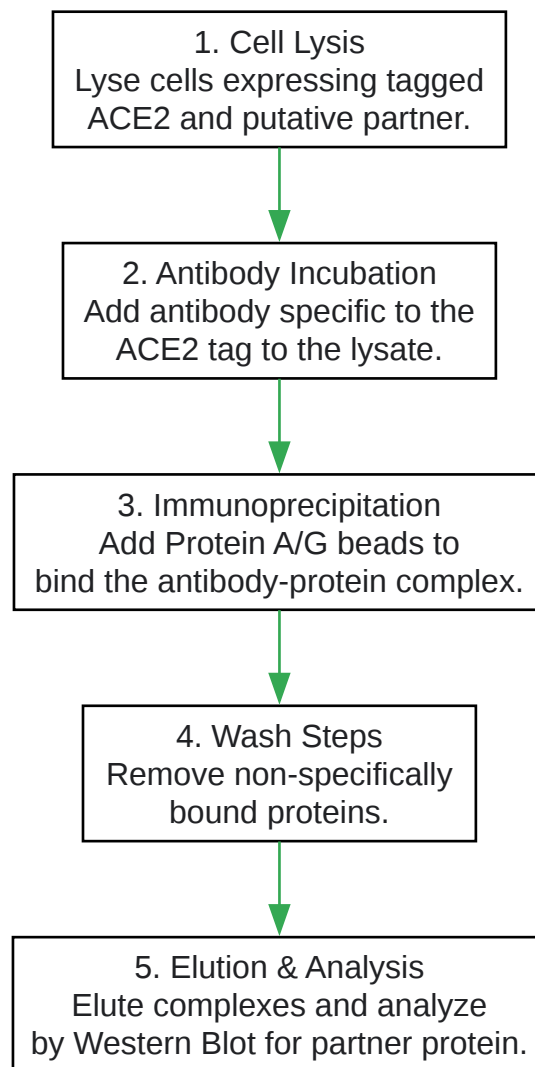 1. Cell Lysis
Lyse cells expressing tagged
ACE2 and putative partner.
2. Antibody Incubation
Add antibody specific to the
ACE2 tag to the lysate.
3. Immunoprecipitation
Add Protein A/G beads to
bind the antibody-protein complex.
4. Wash Steps
Remove non-specifically
bound proteins.
5. Elution & Analysis
Elute complexes and analyze
by Western Blot for partner protein.